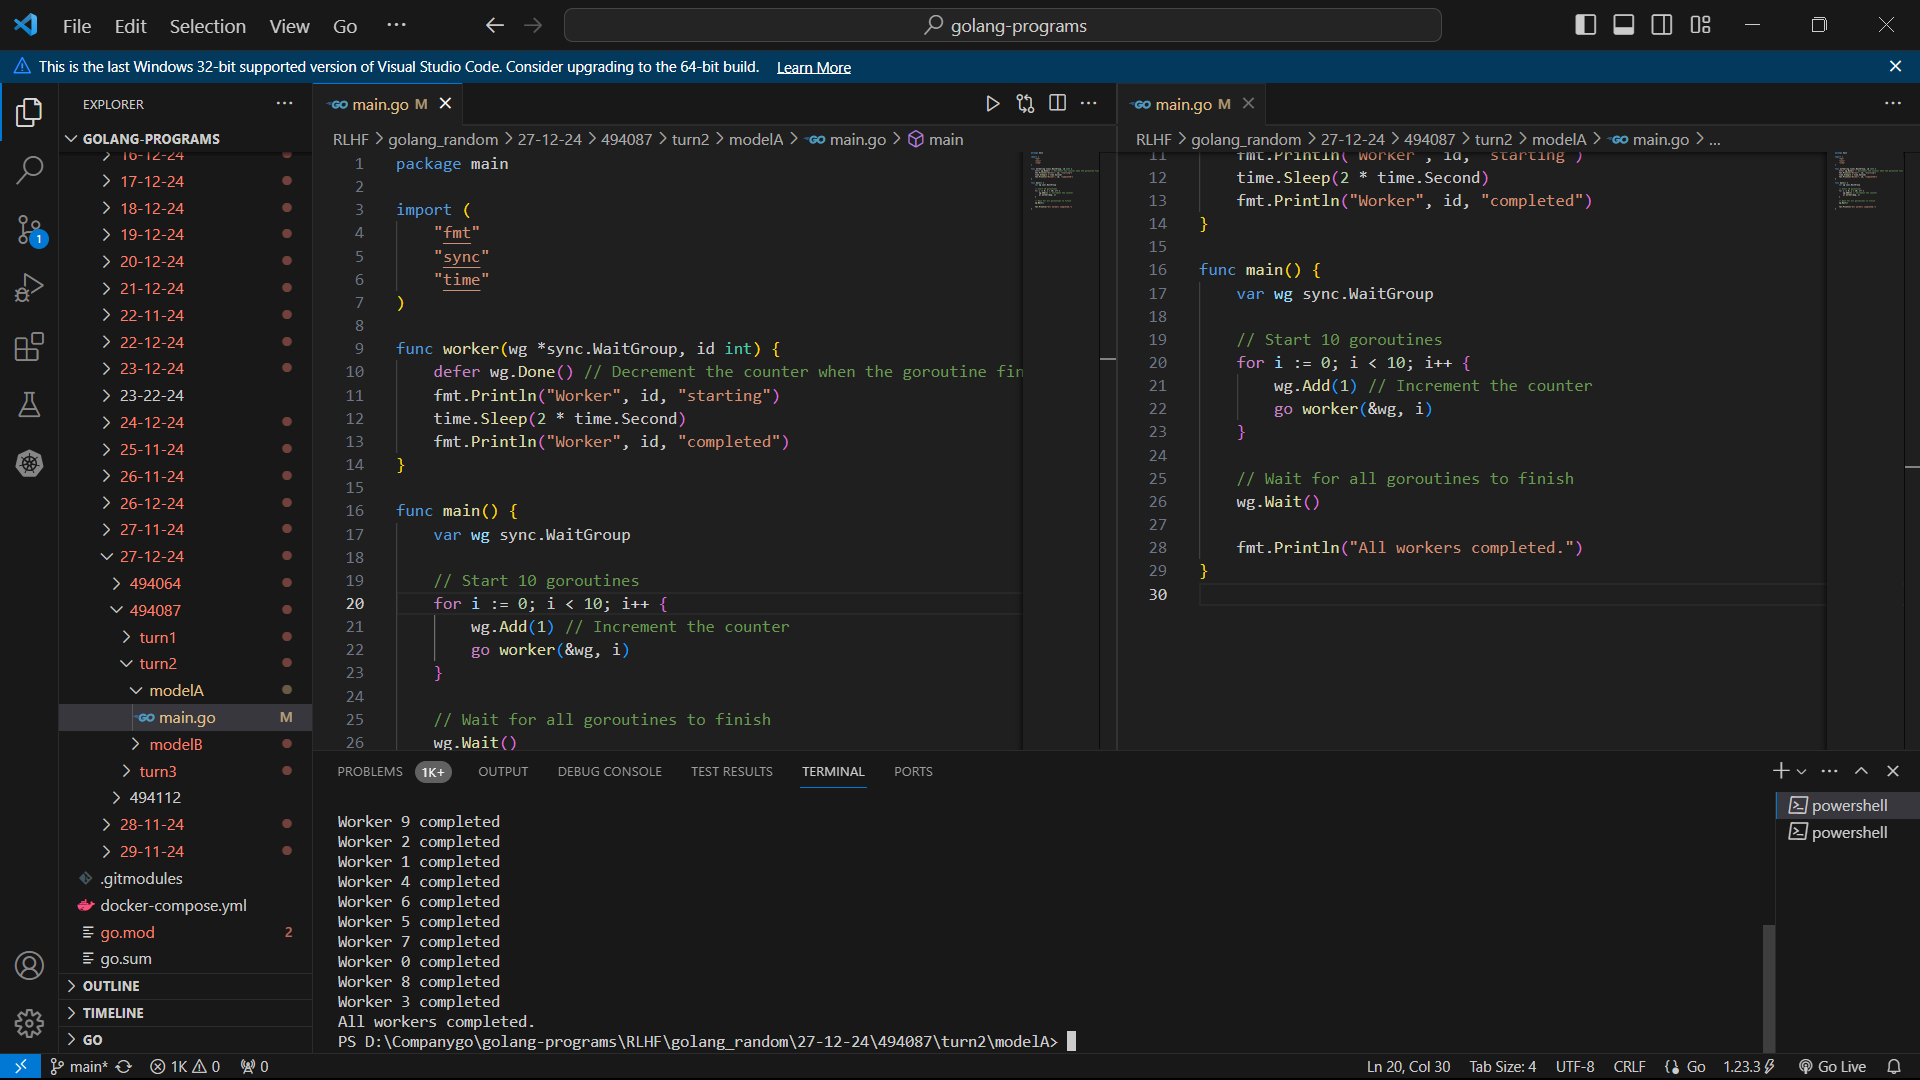 File Edit Selection View Go ···
golang-programs
This is the last Windows 32-bit supported version of Visual Studio Code. Consider upgrading to the 64-bit build. Learn More
EXPLORER
GOLANG-PROGRAMS
16-12-24
17-12-24
18-12-24
19-12-24
20-12-24
21-12-24
22-11-24
22-12-24
23-12-24
23-22-24
24-12-24
25-11-24
26-11-24
26-12-24
27-11-24
27-12-24
494064
494087
turn1
turn2
modelA
GO main.go M
modelB
turn3
494112
28-11-24
29-11-24
.gitmodules
docker-compose.yml
go.mod 2
go.sum
OUTLINE
TIMELINE
GO
1
GO main.go M
RLHF > golang_random > 27-12-24 > 494087 > turn2 > modelA > GO main.go > main
1 package main
2
3 import (
4 "fmt"
5 "sync"
6 "time"
7 )
8
9 func worker(wg *sync.WaitGroup, id int) {
10 defer wg.Done() // Decrement the counter when the goroutine fin
11 fmt.Println("Worker", id, "starting")
12 time.Sleep(2 * time.Second)
13 fmt.Println("Worker", id, "completed")
14 }
15
16 func main() {
17 var wg sync.WaitGroup
18
19 // Start 10 goroutines
20 for i := 0; i < 10; i++ {
21 wg.Add(1) // Increment the counter
22 go worker(&wg, i)
23 }
24
25 // Wait for all goroutines to finish
26 wg.Wait()
GO main.go M
RLHF > golang_random > 27-12-24 > 494087 > turn2 > modelA > GO main.go > ...
11 fmt.Println("Worker", id, "starting")
12 time.Sleep(2 * time.Second)
13 fmt.Println("Worker", id, "completed")
14 }
15
16 func main() {
17 var wg sync.WaitGroup
18
19 // Start 10 goroutines
20 for i := 0; i < 10; i++ {
21 wg.Add(1) // Increment the counter
22 go worker(&wg, i)
23 }
24
25 // Wait for all goroutines to finish
26 wg.Wait()
27
28 fmt.Println("All workers completed.")
29 }
30
PROBLEMS 1K+ OUTPUT DEBUG CONSOLE TEST RESULTS TERMINAL PORTS
Worker 9 completed
Worker 2 completed
Worker 1 completed
Worker 4 completed
Worker 6 completed
Worker 5 completed
Worker 7 completed
Worker 0 completed
Worker 8 completed
Worker 3 completed
All workers completed.
PS D:\Companygo\golang-programs\RLHF\golang_random\27-12-24\494087\turn2\modelA>
powershell
powershell
main* 1K 0 0 Ln 20, Col 30 Tab Size: 4 UTF-8 CRLF Go 1.23.3 Go Live